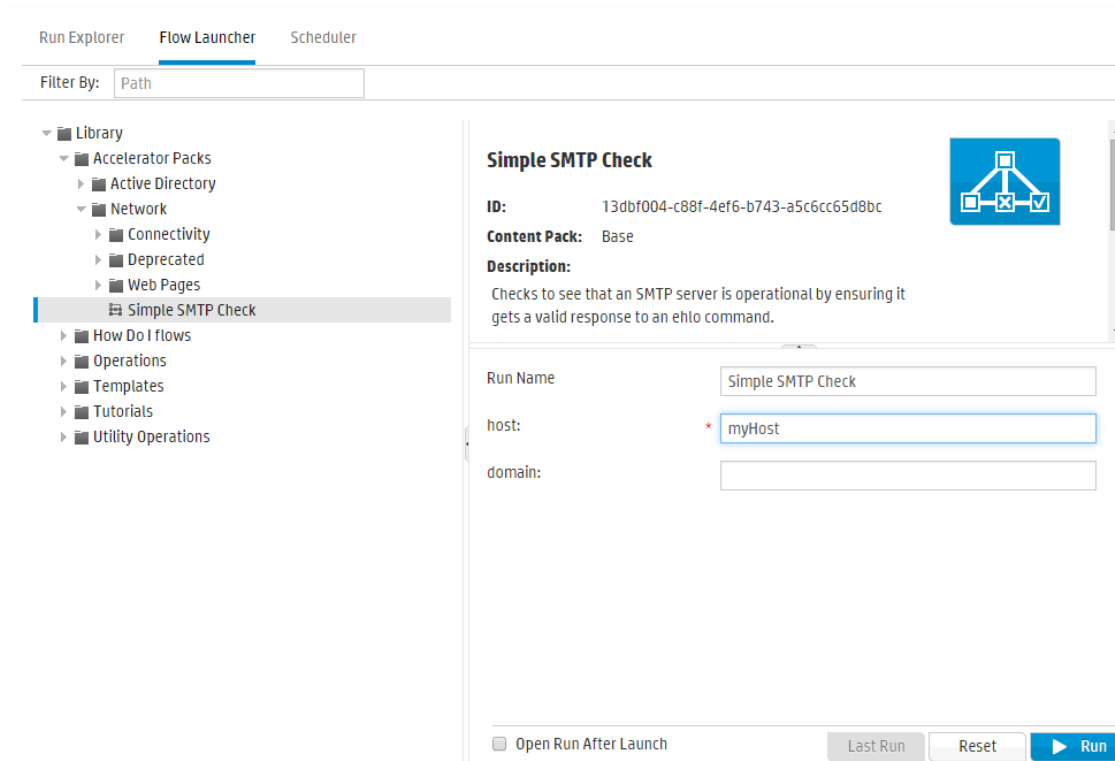 Run Explorer Flow Launcher Scheduler
Filter By: Path
Library
Accelerator Packs
Active Directory
Network
Connectivity
Deprecated
Web Pages
Simple SMTP Check
How Do I flows
Operations
Templates
Tutorials
Utility Operations
Simple SMTP Check
ID: 13dbf004-c88f-4ef6-b743-a5c6cc65d8bc
Content Pack: Base
Description:
Checks to see that an SMTP server is operational by ensuring it
gets a valid response to an ehlo command.
Run Name Simple SMTP Check
host: * myHost
domain:
Open Run After Launch Last Run Reset Run